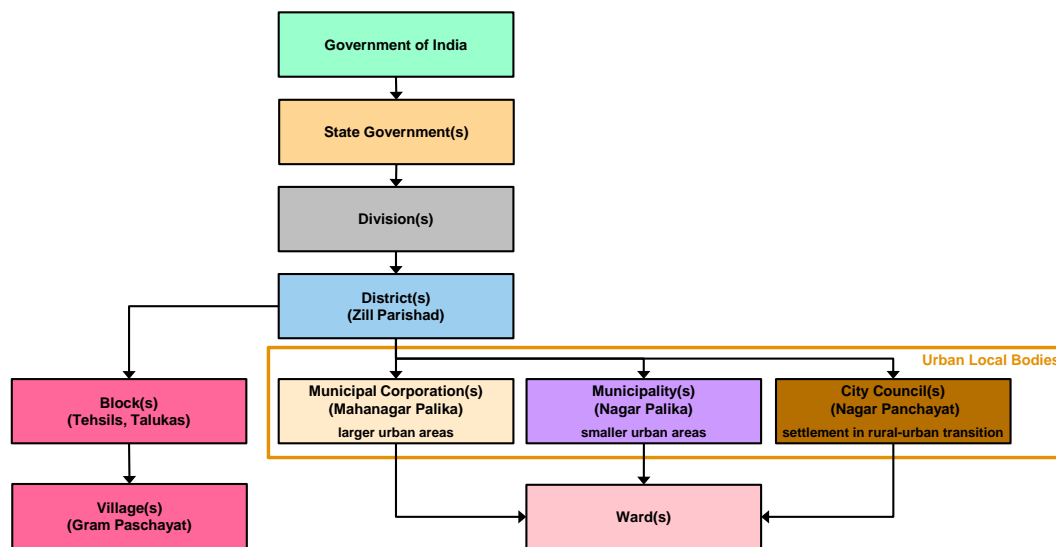 Government of India
State Government(s)
Division(s)
District(s)
(Zill Parishad)
Urban Local Bodies
Block(s)
(Tehsils, Talukas)
Municipal Corporation(s)
(Mahanagar Palika)
larger urban areas
Municipality(s)
(Nagar Palika)
smaller urban areas
City Council(s)
(Nagar Panchayat)
settlement in rural-urban transition
Village(s)
(Gram Paschayat)
Ward(s)